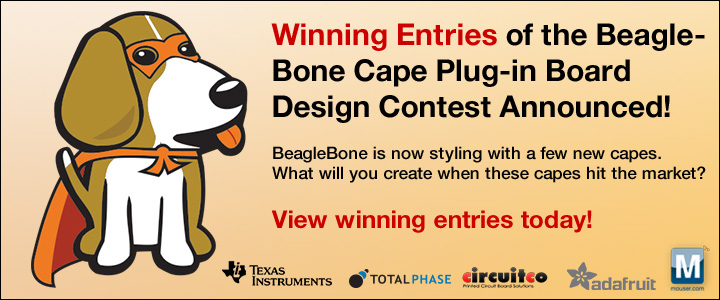 Winning Entries of the Beagle-
Bone Cape Plug-in Board
Design Contest Announced!
BeagleBone is now styling with a few new capes.
What will you create when these capes hit the market?
View winning entries today!
TEXAS
INSTRUMENTS
TOTAL PHASE
circuitco
Printed Circuit Board Solutions
adafruit
M
mouser.com